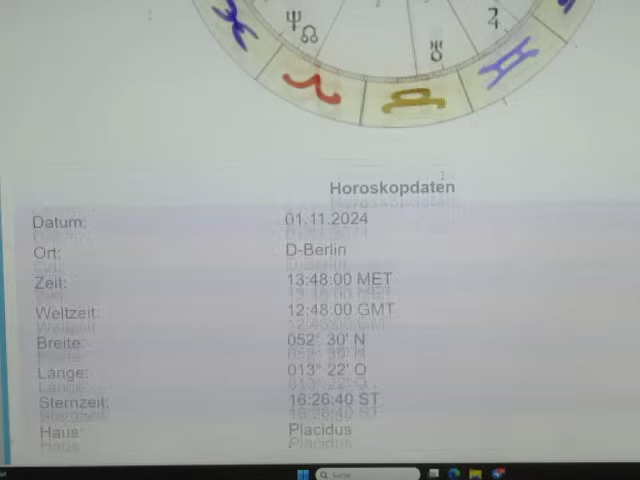 Horoskopdaten
Datum: 01.11.2024
Ort: D-Berlin
Zeit: 13:48:00 MET
Weltzeit: 12:48:00 GMT
Breite: 052° 30' N
Länge: 013° 22' O
Sternzeit: 16:26:40 ST
Haus: Placidus